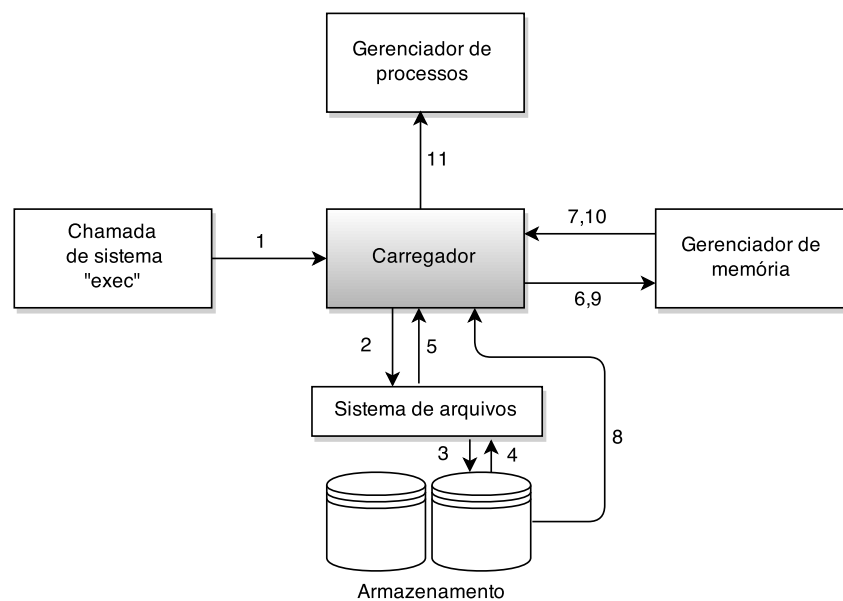 Gerenciador de
processos
11
Chamada
de sistema
"exec"
1
Carregador
7,10
6,9
Gerenciador de
memória
2
5
Sistema de arquivos
3
4
8
Armazenamento